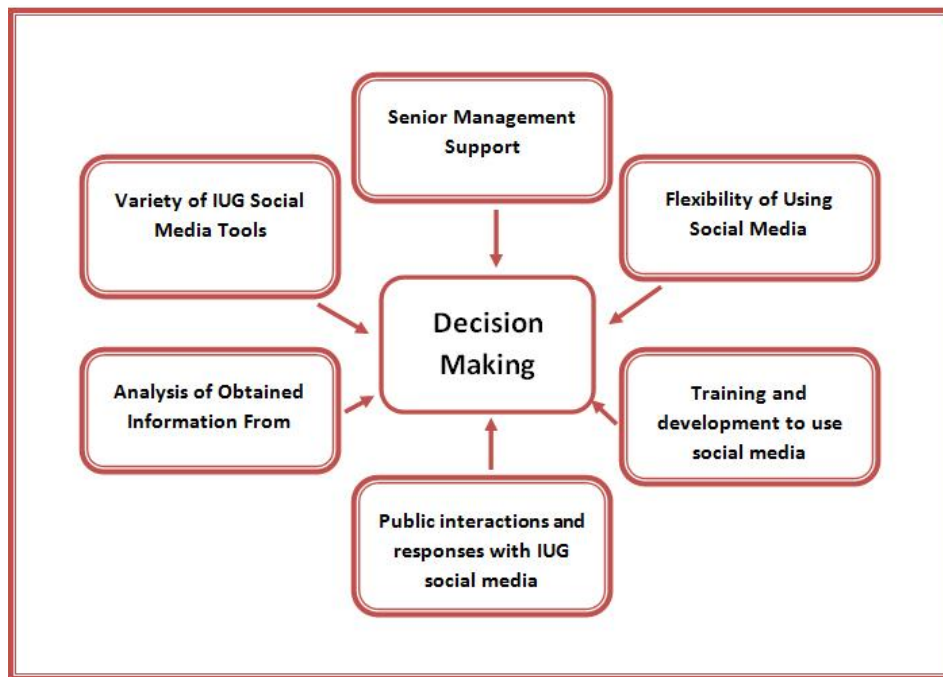 Senior Management
Support
Variety of IUG Social
Media Tools
Flexibility of Using
Social Media
Decision
Making
Analysis of Obtained
Information From
Training and
development to use
social media
Public interactions and
responses with IUG
social media